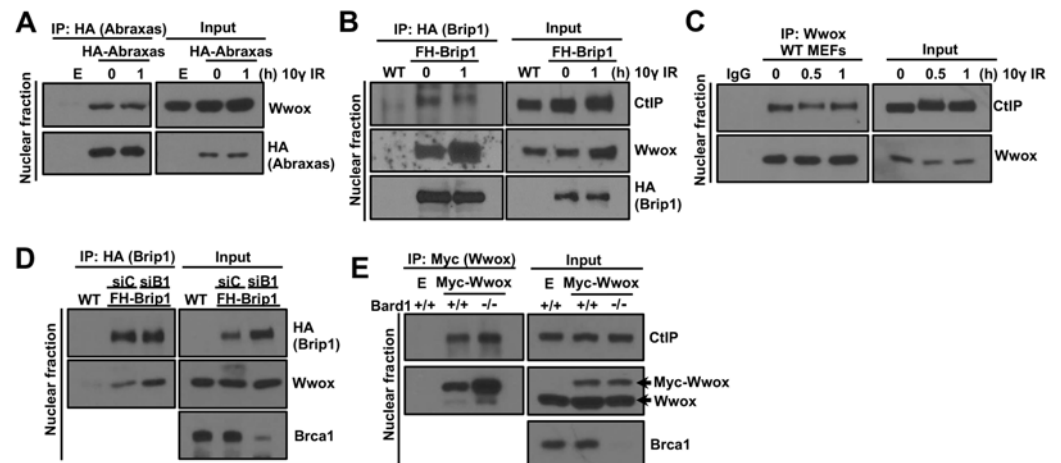 A
IP: HA (Abraxas) Input
HA-Abraxas HA-Abraxas
E 0 1 E 0 1 (h) 10γ IR
Nuclear fraction
Wwox
HA
(Abraxas)
B
IP: HA (Brip1) Input
FH-Brip1 FH-Brip1
WT 0 1 WT 0 1 (h) 10γ IR
Nuclear fraction
CtIP
Wwox
HA
(Brip1)
C
IP: Wwox
WT MEFs Input
IgG 0 0.5 1 0 0.5 1 (h) 10γ IR
Nuclear fraction
CtIP
Wwox
D
IP: HA (Brip1) Input
siC siB1 siC siB1
WT FH-Brip1 WT FH-Brip1
Nuclear fraction
HA
(Brip1)
Wwox
Brca1
E
IP: Myc (Wwox) Input
E Myc-Wwox E Myc-Wwox
Bard1 +/+ +/+ -/- +/+ +/+ -/-
Nuclear fraction
CtIP
Myc-Wwox
Wwox
Brca1